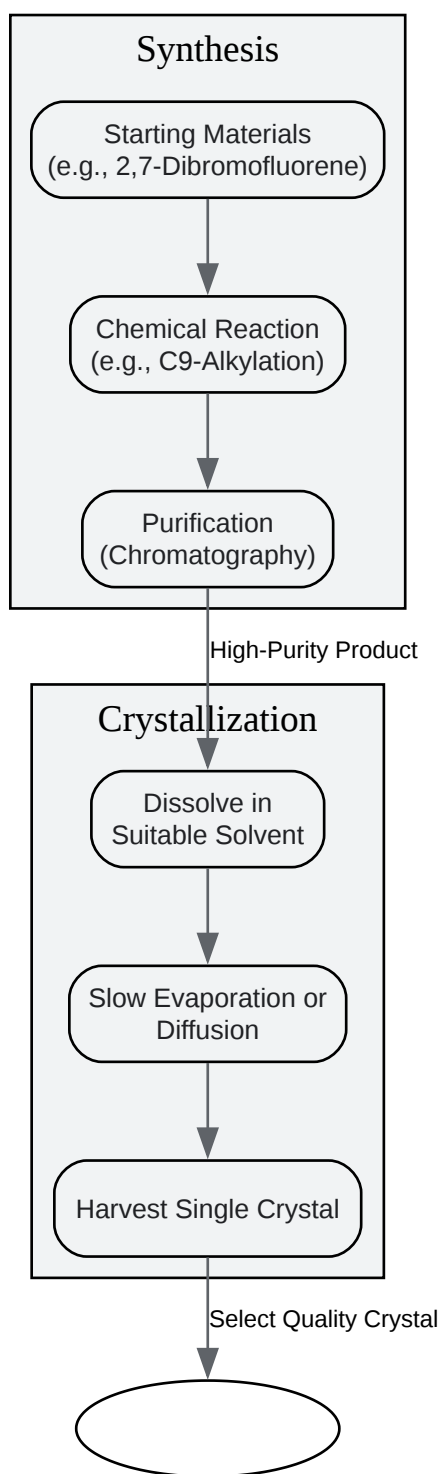 Synthesis
Starting Materials
(e.g., 2,7-Dibromofluorene)
Chemical Reaction
(e.g., C9-Alkylation)
Purification
(Chromatography)
High-Purity Product
Crystallization
Dissolve in
Suitable Solvent
Slow Evaporation or
Diffusion
Harvest Single Crystal
Select Quality Crystal